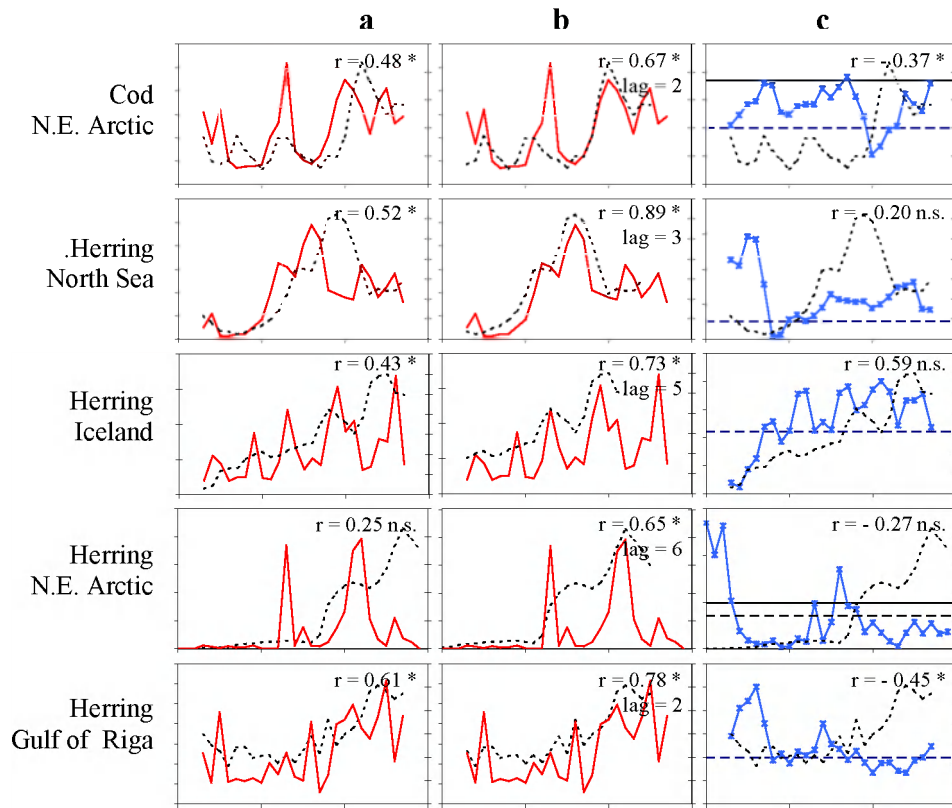 a b c
Cod
N.E. Arctic
r = 0.48 *
r = 0.67 *
lag = 2
r = - 0.37 *
.Herring
North Sea
r = 0.52 *
r = 0.89 *
lag = 3
r = - 0.20 n.s.
Herring
Iceland
r = 0.43 *
r = 0.73 *
lag = 5
r = 0.59 n.s.
Herring
N.E. Arctic
r = 0.25 n.s.
r = 0.65 *
lag = 6
r = - 0.27 n.s.
Herring
Gulf of Riga
r = 0.61 *
r = 0.78 *
lag = 2
r = - 0.45 *